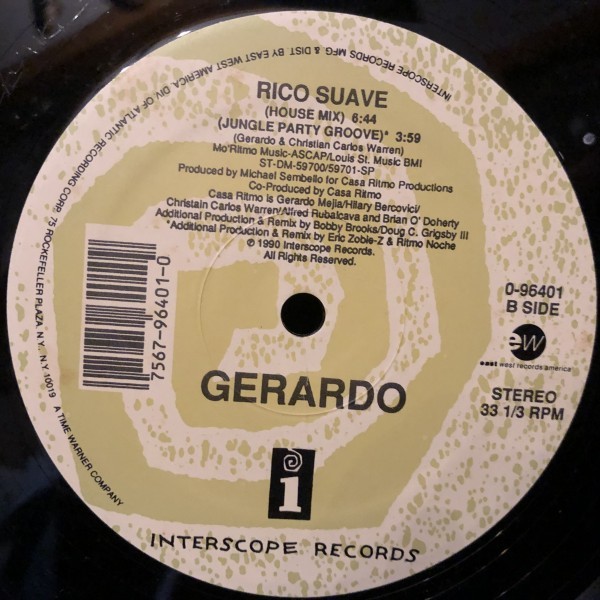 INTERSCOPE RECORDS MFG & DIST. BY EAST WEST AMERICA, DIV. OF ATLANTIC RECORDING CORP. 75 ROCKEFELLER PLAZA, N.Y., N.Y. 10019 A TIME WARNER COMPANY
RICO SUAVE
(HOUSE MIX) 6:44
(JUNGLE PARTY GROOVE)* 3:59
(Gerardo & Christian Carlos Warren)
Mo'Ritmo Music-ASCAP/Louis St. Music BMI
ST-DM-59700/59701-SP
Produced by Michael Sembello for Casa Ritmo Productions
Co-Produced by Casa Ritmo
Casa Ritmo is Gerardo Mejia/Hilary Bercovici/
Christain Carlos Warren/Alfred Rubalcava and Brian O' Doherty
Additional Production & Remix by Bobby Brooks/Doug C. Grigsby III
*Additional Production & Remix by Eric Zobie-Z & Ritmo Noche
℗ 1990 Interscope Records.
All Rights Reserved.
7567-96401-0
0-96401
B SIDE
ew
east west records america
STEREO
33 1/3 RPM
GERARDO
i
INTERSCOPE RECORDS